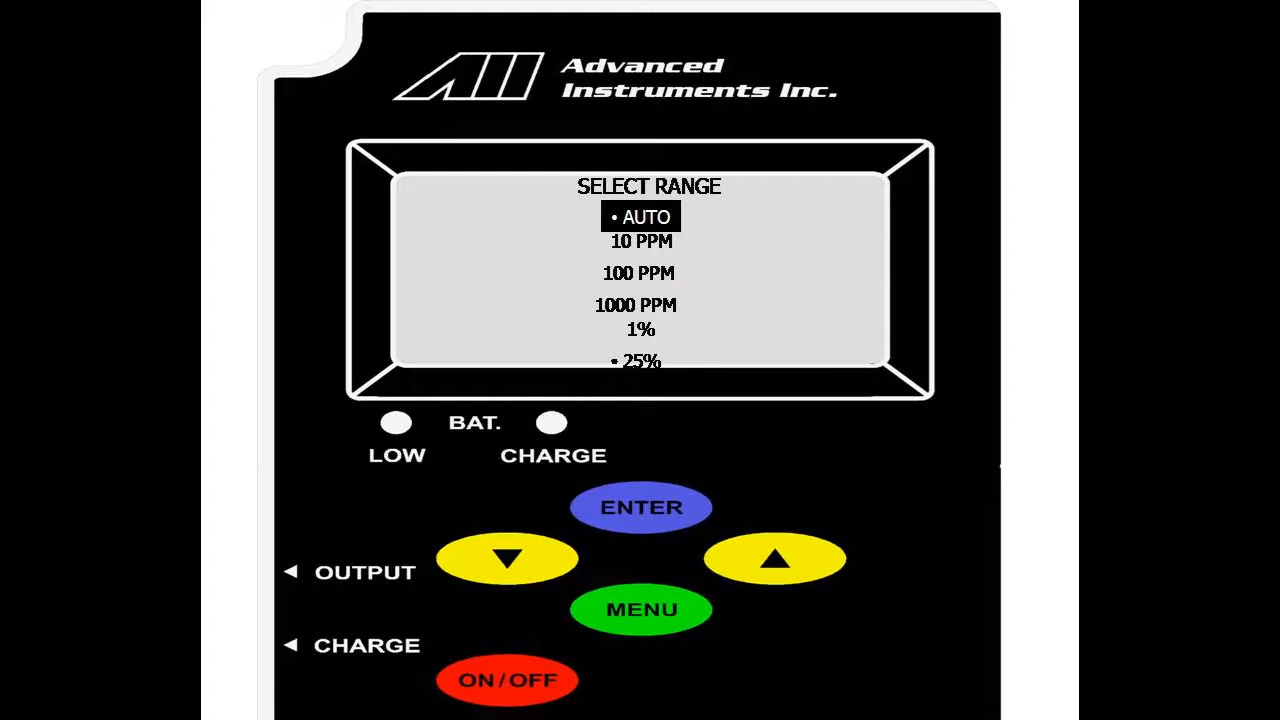 Advanced
Instruments Inc.
SELECT RANGE
• AUTO
10 PPM
100 PPM
1000 PPM
1%
• 25%
BAT.
LOW
CHARGE
ENTER
OUTPUT
MENU
CHARGE
ON/OFF